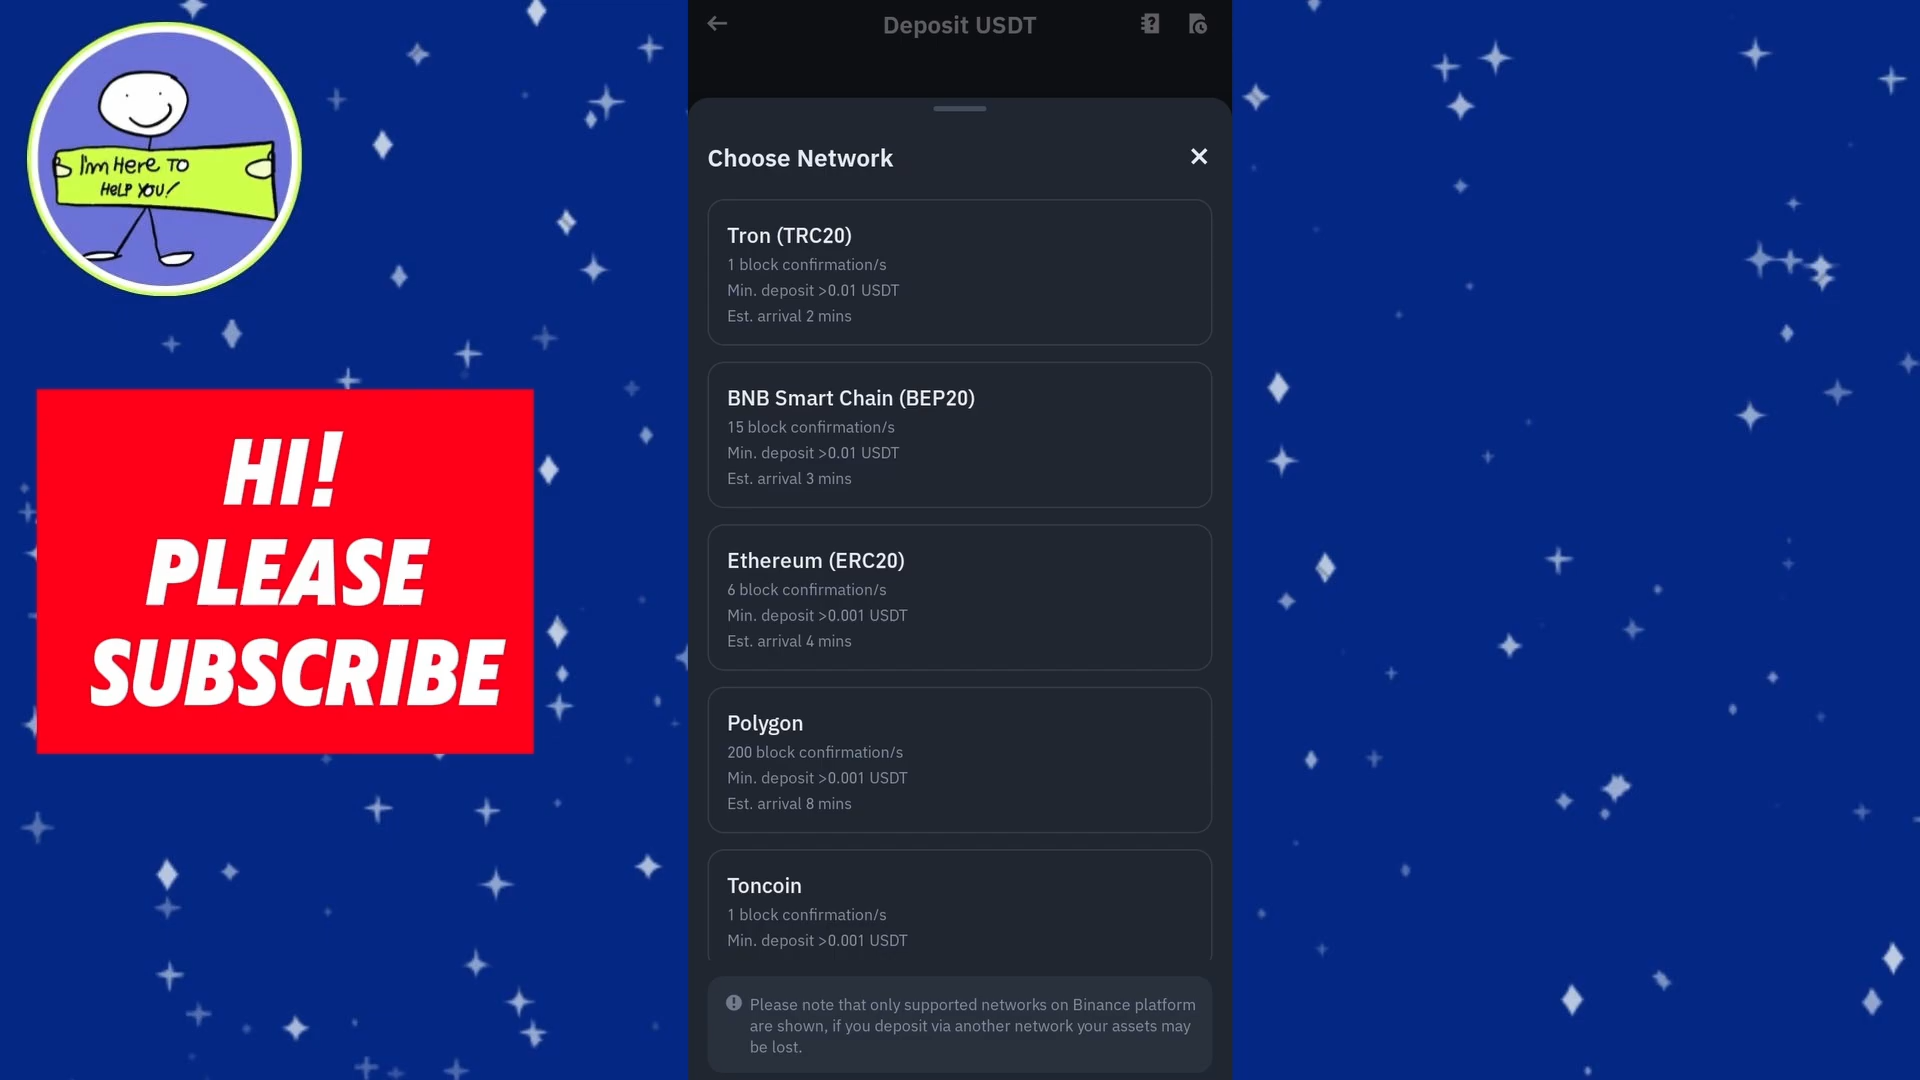 I'm HERE TO
HELP YOU!
HI!
PLEASE
SUBSCRIBE
Deposit USDT
Choose Network
Tron (TRC20)
1 block confirmation/s
Min. deposit >0.01 USDT
Est. arrival 2 mins
BNB Smart Chain (BEP20)
15 block confirmation/s
Min. deposit >0.01 USDT
Est. arrival 3 mins
Ethereum (ERC20)
6 block confirmation/s
Min. deposit >0.001 USDT
Est. arrival 4 mins
Polygon
200 block confirmation/s
Min. deposit >0.001 USDT
Est. arrival 8 mins
Toncoin
1 block confirmation/s
Min. deposit >0.001 USDT
Please note that only supported networks on Binance platform
are shown, if you deposit via another network your assets may
be lost.